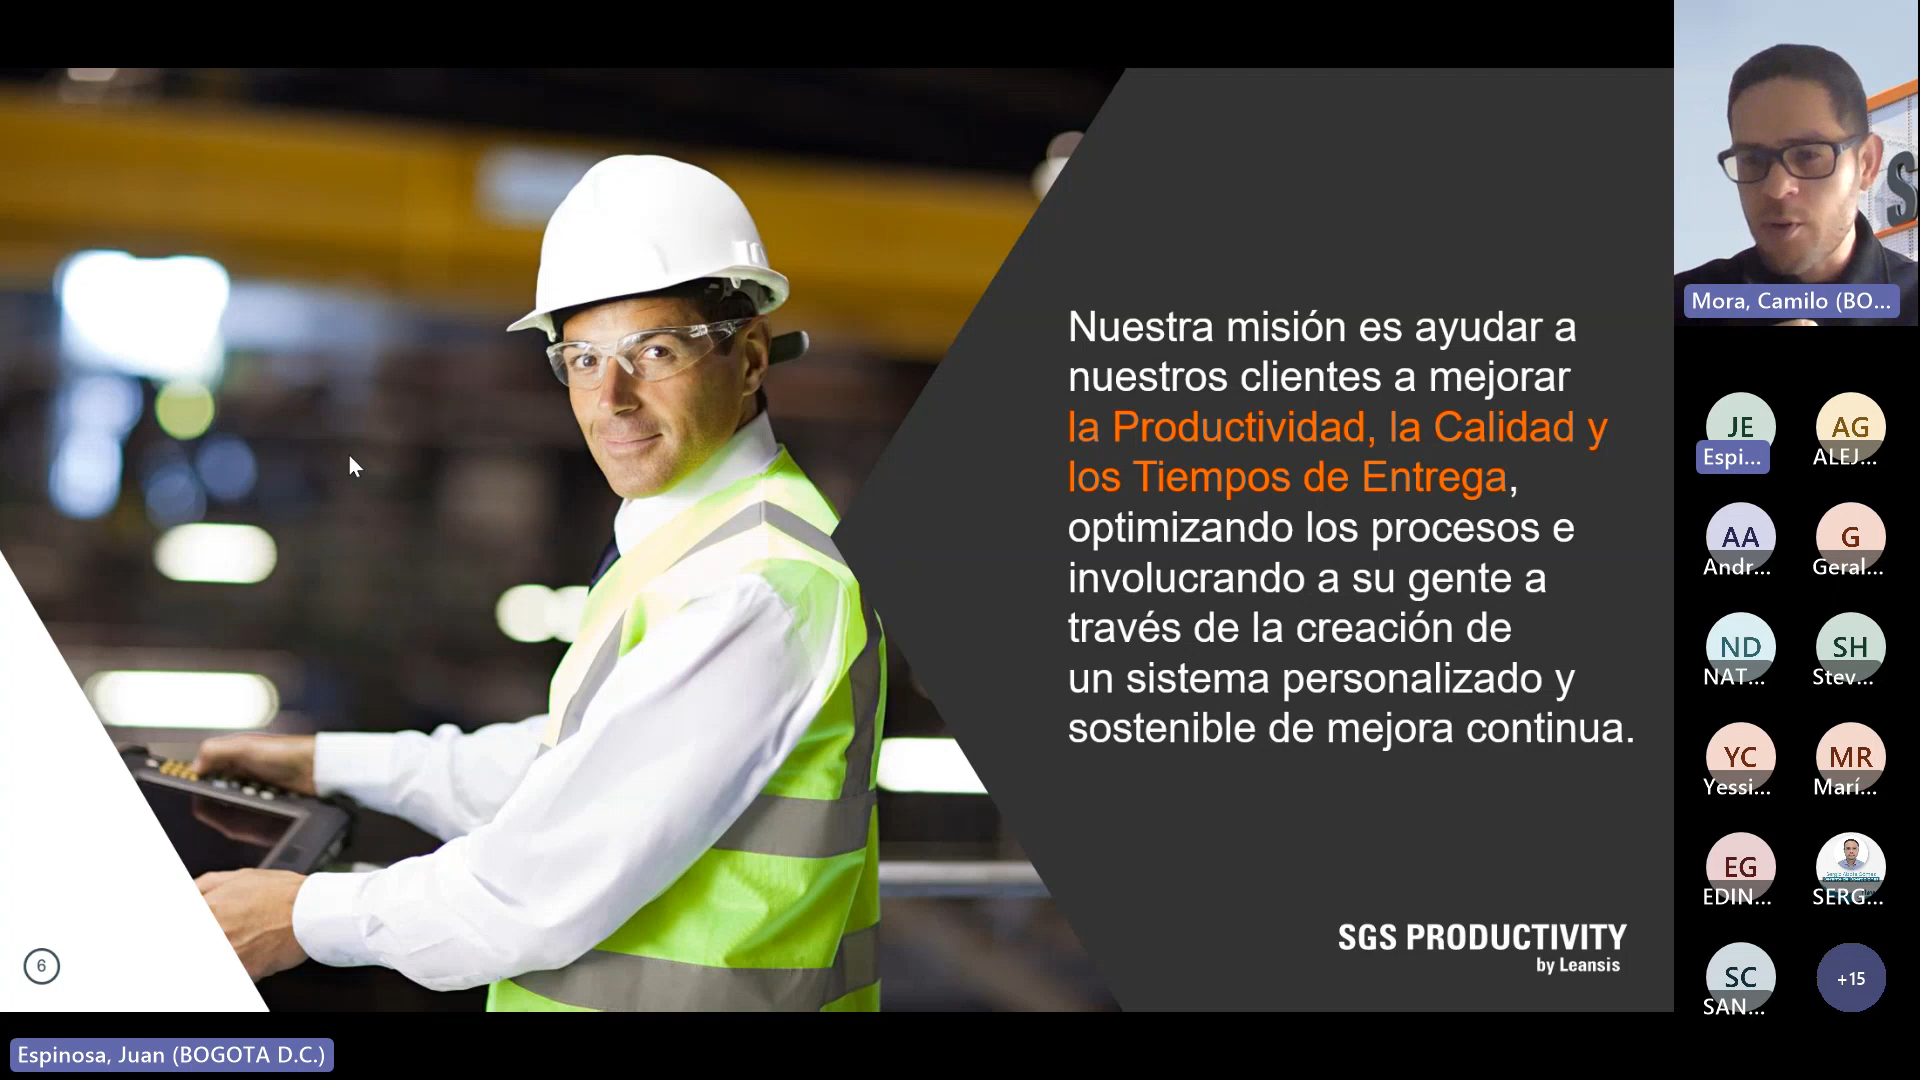 Nuestra misión es ayudar a
nuestros clientes a mejorar
la Productividad, la Calidad y
los Tiempos de Entrega,
optimizando los procesos e
involucrando a su gente a
través de la creación de
un sistema personalizado y
sostenible de mejora continua.
SGS PRODUCTIVITY
by Leansis
6
Espinosa, Juan (BOGOTA D.C.)
S
Mora, Camilo (BO...
JE
Espi...
AG
ALEJ...
AA
Andr...
G
Geral...
ND
NAT...
SH
Stev...
YC
Yessi...
MR
Marí...
EG
EDIN...
SERG...
SC
SAN...
+15